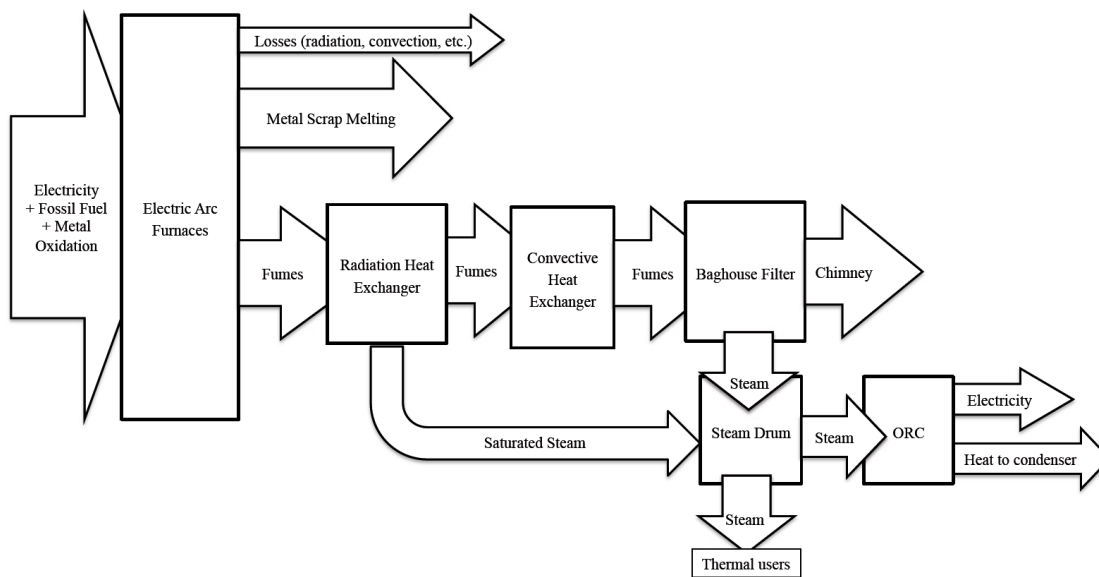 Losses (radiation, convection, etc.)
Metal Scrap Melting
Electricity
+ Fossil Fuel
+ Metal
Oxidation
Electric Arc
Furnaces
Fumes
Radiation Heat
Exchanger
Fumes
Convective
Heat
Exchanger
Fumes
Baghouse Filter
Chimney
Steam
Saturated Steam
Steam Drum
Steam
ORC
Electricity
Heat to condenser
Steam
Thermal users